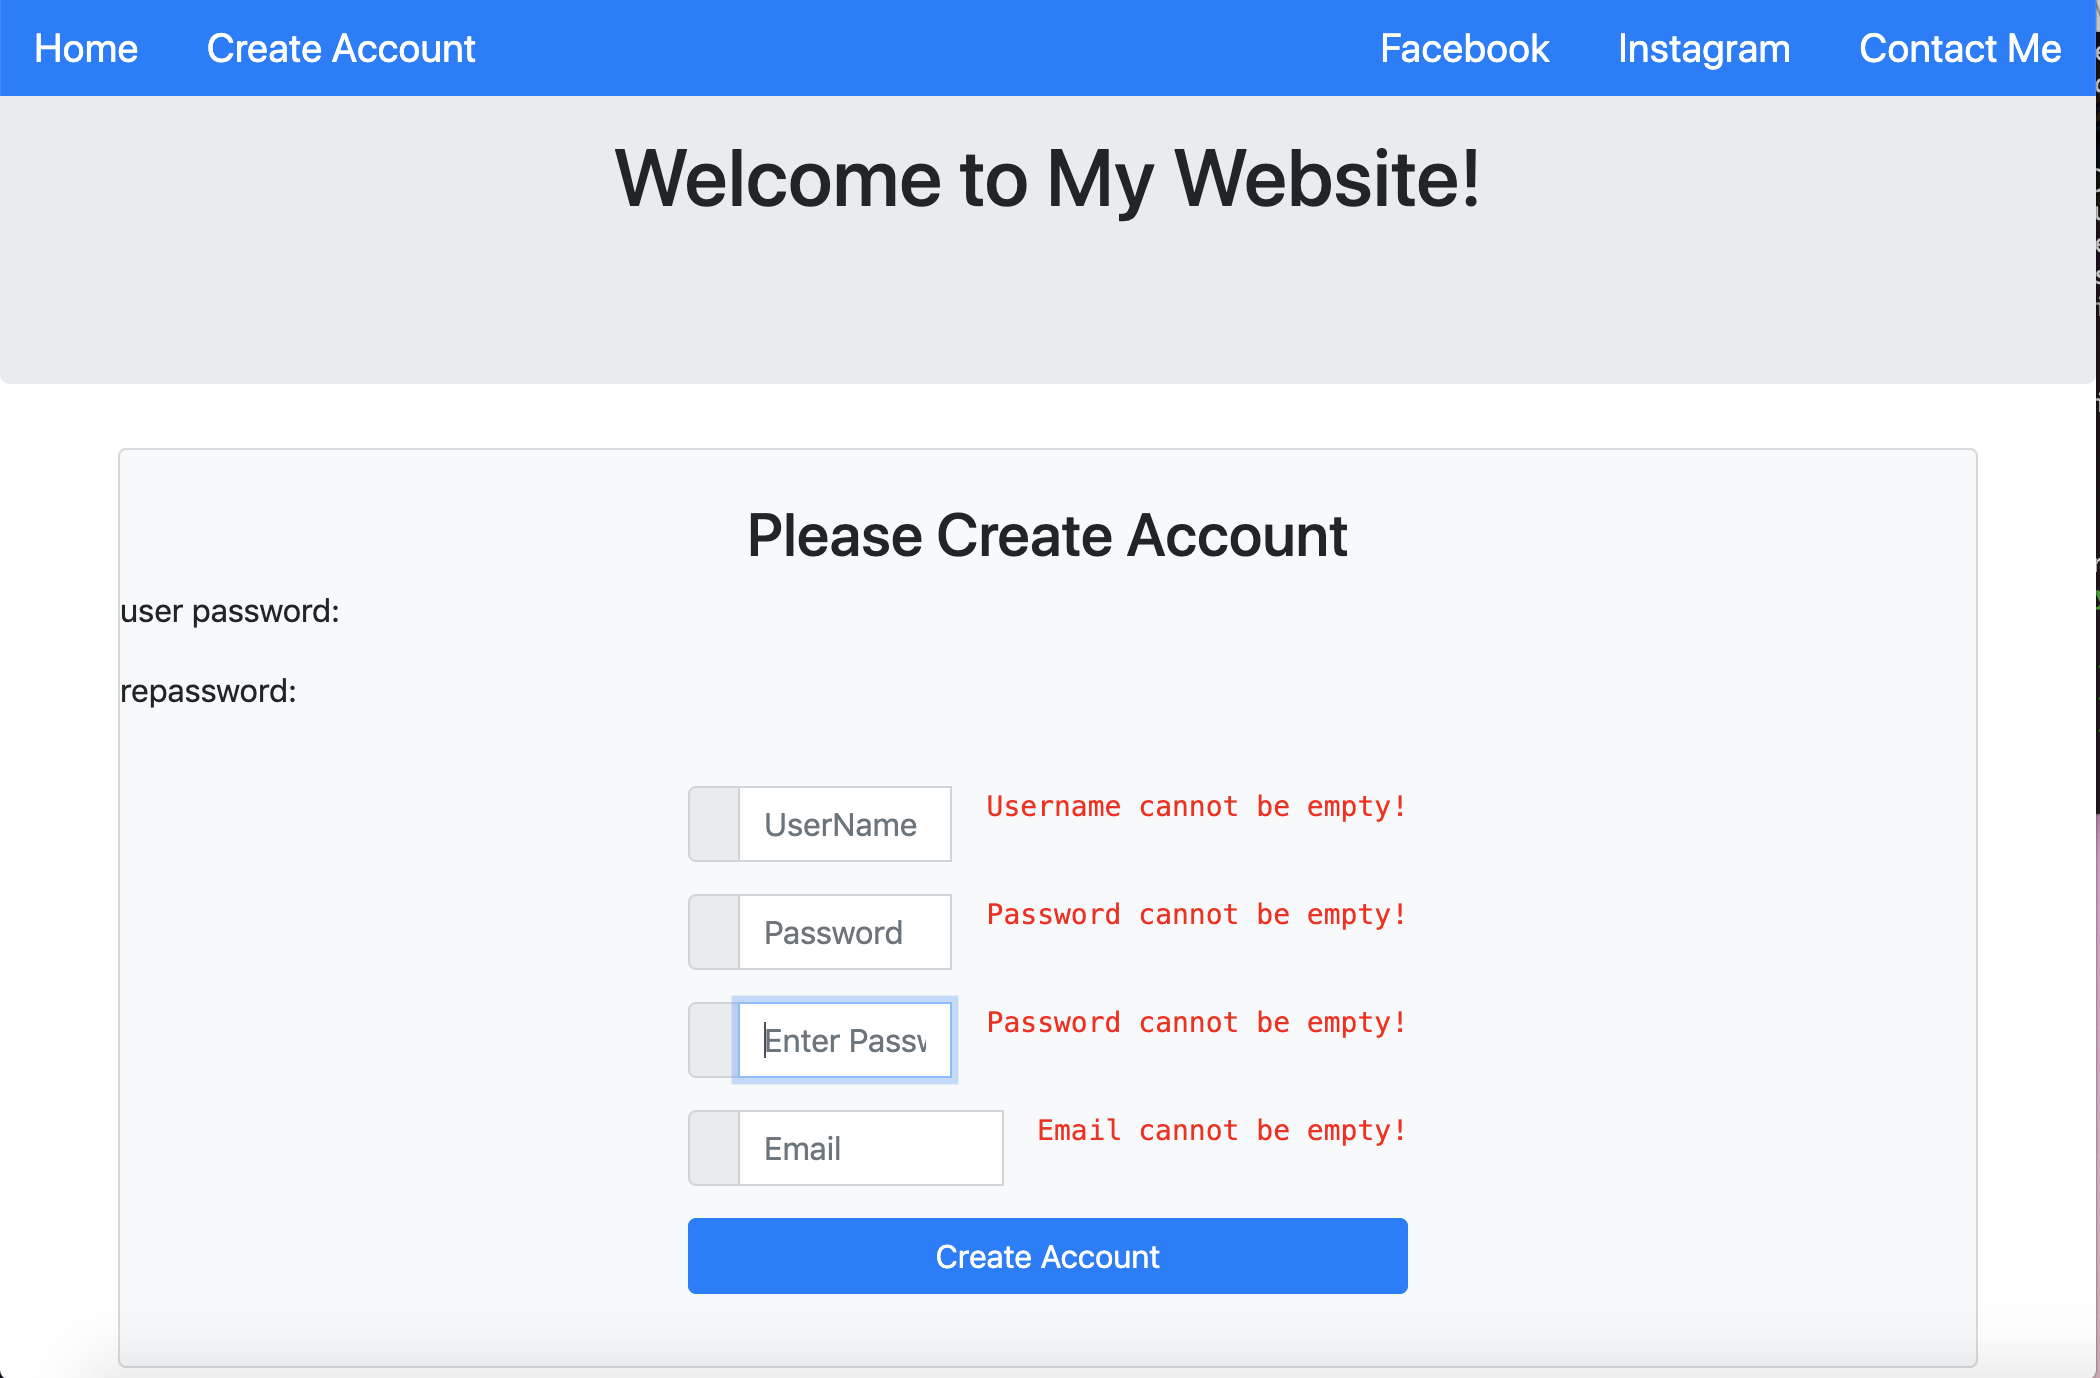 Home Create Account Facebook Instagram Contact Me
Welcome to My Website!
Please Create Account
user password:
repassword:
UserName Username cannot be empty!
Password Password cannot be empty!
Enter Passw Password cannot be empty!
Email Email cannot be empty!
Create Account